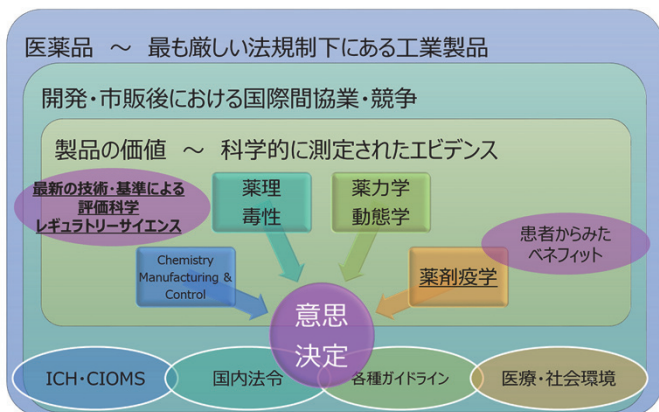 医薬品 ～ 最も厳しい法規制下にある工業製品
開発・市販後における国際間協業・競争
製品の価値 ～ 科学的に測定されたエビデンス
最新の技術・基準による
評価科学
レギュラトリーサイエンス
薬理
毒性
薬力学
動態学
患者からみた
ベネフィット
Chemistry
Manufacturing &
Control
薬剤疫学
意思
決定
ICH・CIOMS
国内法令
各種ガイドライン
医療・社会環境